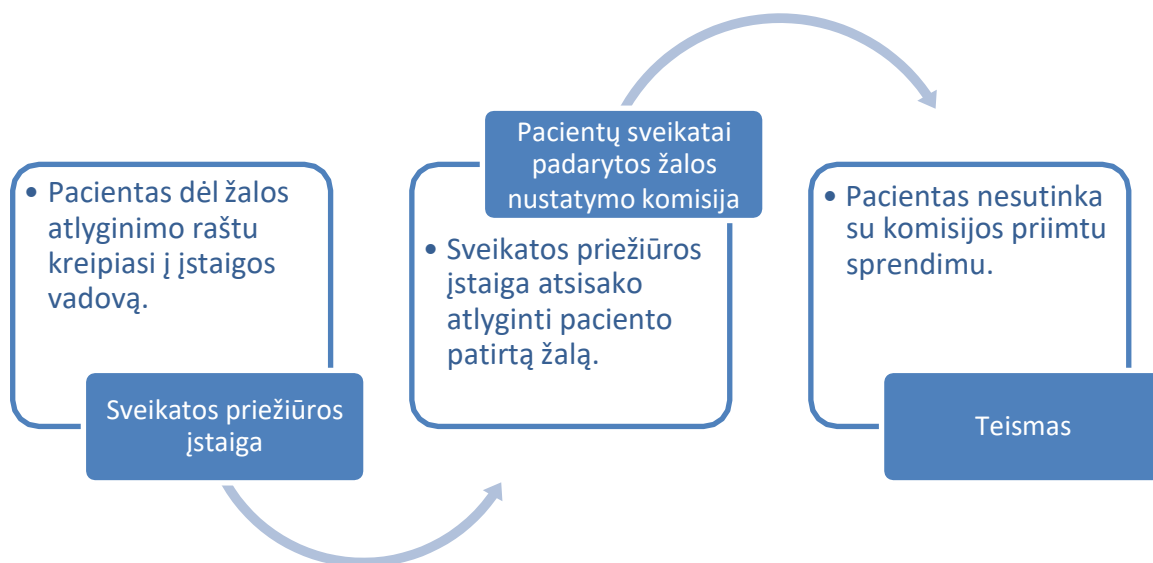 • Pacientas dėl žalos
atlyginimo raštu
kreipiasi į įstaigos
vadovą.
Sveikatos priežiūros
įstaiga
Pacientų sveikatai
padarytos žalos
nustatymo komisija
• Sveikatos priežiūros
įstaiga atsisako
atlyginti paciento
patirtą žalą.
• Pacientas nesutinka
su komisijos priimtu
sprendimu.
Teismas